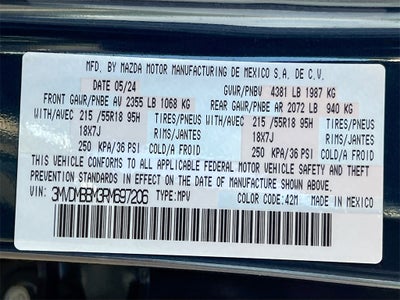 MFD. BY MAZDA MOTOR MANUFACTURING DE MEXICO S.A. DE C.V.
DATE 05/24 GVWR/PNBV 4381 LB 1987 KG
FRONT GAWR/PNBE AV 2355 LB 1068 KG REAR GAWR/PNBE AR 2072 LB 940 KG
WITH/AVEC 215 /55R18 95H TIRES/PNEUS WITH/AVEC 215 /55R18 95H TIRES/PNEUS
18X7J RIMS/JANTES 18X7J RIMS/JANTES
250 KPA/36 PSI COLD/À FROID 250 KPA/36 PSI COLD/À FROID
THIS VEHICLE CONFORMS TO ALL APPLICABLE FEDERAL MOTOR VEHICLE SAFETY AND THEFT
PREVENTION STANDARDS IN EFFECT ON THE DATE OF MANUFACTURE SHOWN ABOVE.
VIN: 3MVDMBBM3RM697206 TYPE:MPV COLOR CODE:42M MADE IN MEXICO